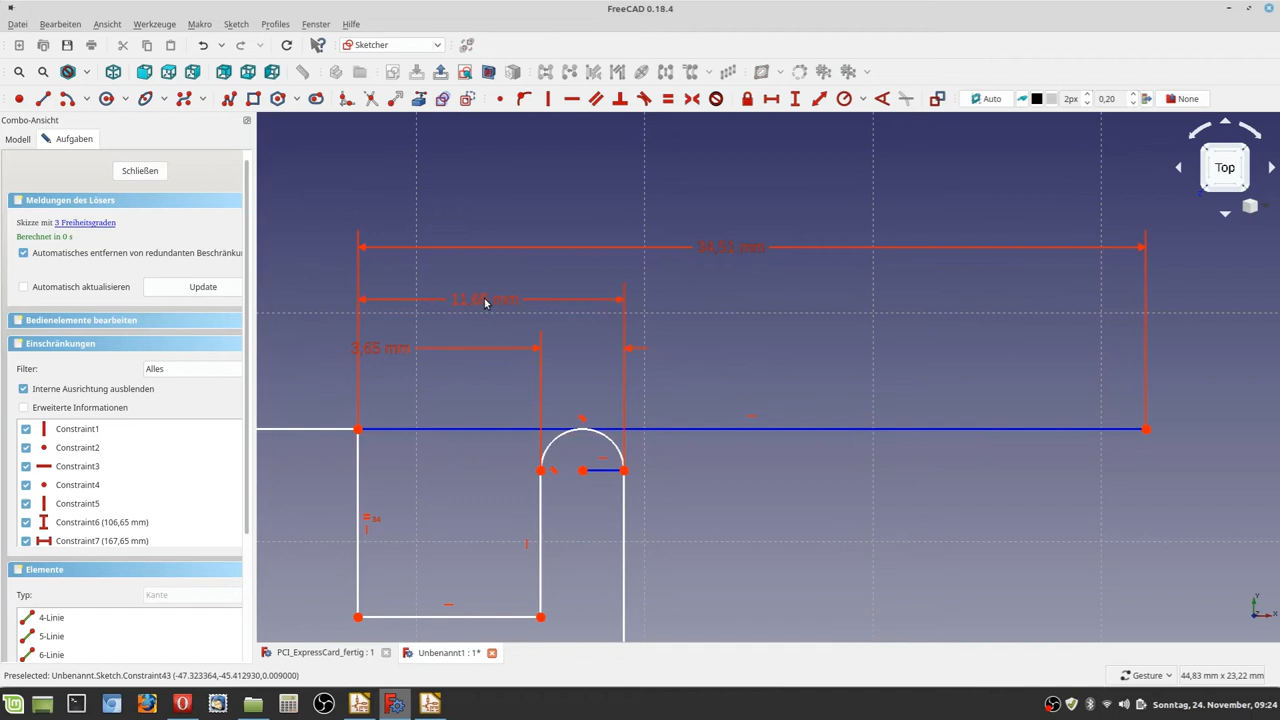 FreeCAD 0.18.4
Datei Bearbeiten Ansicht Werkzeuge Makro Sketch Profiles Fenster Hilfe
Sketcher
Auto 2px 0,20 None
Combo-Ansicht
Modell Aufgaben
Schließen
Meldungen des Lösers
Skizze mit 3 Freiheitsgraden
Berechnet in 0 s
Automatisches entfernen von redundanten Beschränku
Automatisch aktualisieren Update
Bedienelemente bearbeiten
Einschränkungen
Filter: Alles
Interne Ausrichtung ausblenden
Erweiterte Informationen
Constraint1
Constraint2
Constraint3
Constraint4
Constraint5
Constraint6 (106,65 mm)
Constraint7 (167,65 mm)
Elemente
Typ: Kante
4-Linie
5-Linie
6-Linie
mm
mm
3,65 mm
Top
Y
X
PCI_ExpressCard_fertig : 1 Unbenannt1 : 1*
Preselected: Unbenannt.Sketch.Constraint43 (-47.323364,-45.412930,0.009000)
Gesture 44,83 mm x 23,22 mm
Sonntag, 24. November, 09:24